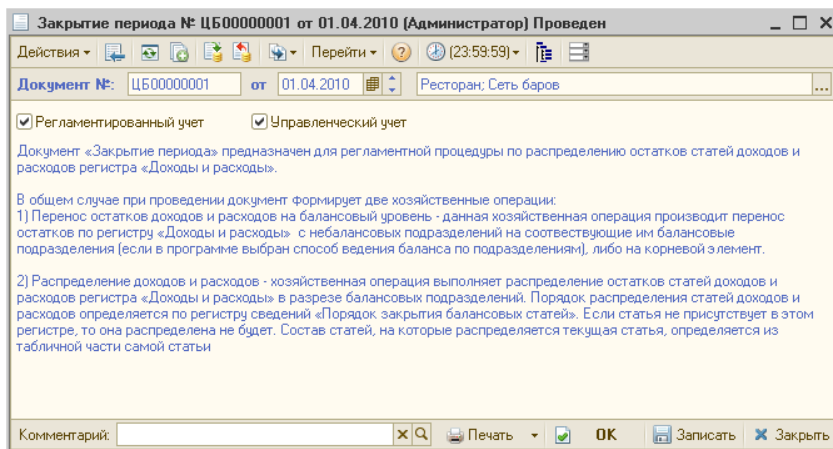 Закрытие периода № ЦБ00000001 от 01.04.2010 (Администратор) Проведен
Действия Перейти (23:59:59)
Документ №: ЦБ00000001 от 01.04.2010 Ресторан; Сеть баров ...
Регламентированный учет Управленческий учет
Документ «Закрытие периода» предназначен для регламентной процедуры по распределению остатков статей доходов и
расходов регистра «Доходы и расходы».
В общем случае при проведении документ формирует две хозяйственные операции:
1) Перенос остатков доходов и расходов на балансовый уровень - данная хозяйственная операция производит перенос
остатков по регистру «Доходы и расходы» с небалансовых подразделений на соотвествующие им балансовые
подразделения (если в программе выбран способ ведения баланса по подразделениям), либо на корневой элемент.
2) Распределение доходов и расходов - хозяйственная операция выполняет распределение остатков статей доходов и
расходов регистра «Доходы и расходы» в разрезе балансовых подразделений. Порядок распределения статей доходов и
расходов определяется по регистру сведений «Порядок закрытия балансовых статей». Если статья не присутствует в этом
регистре, то она распределена не будет. Состав статей, на которые распределяется текущая статья, определяется из
табличной части самой статьи
Комментарий: Печать OK Записать Закрыть